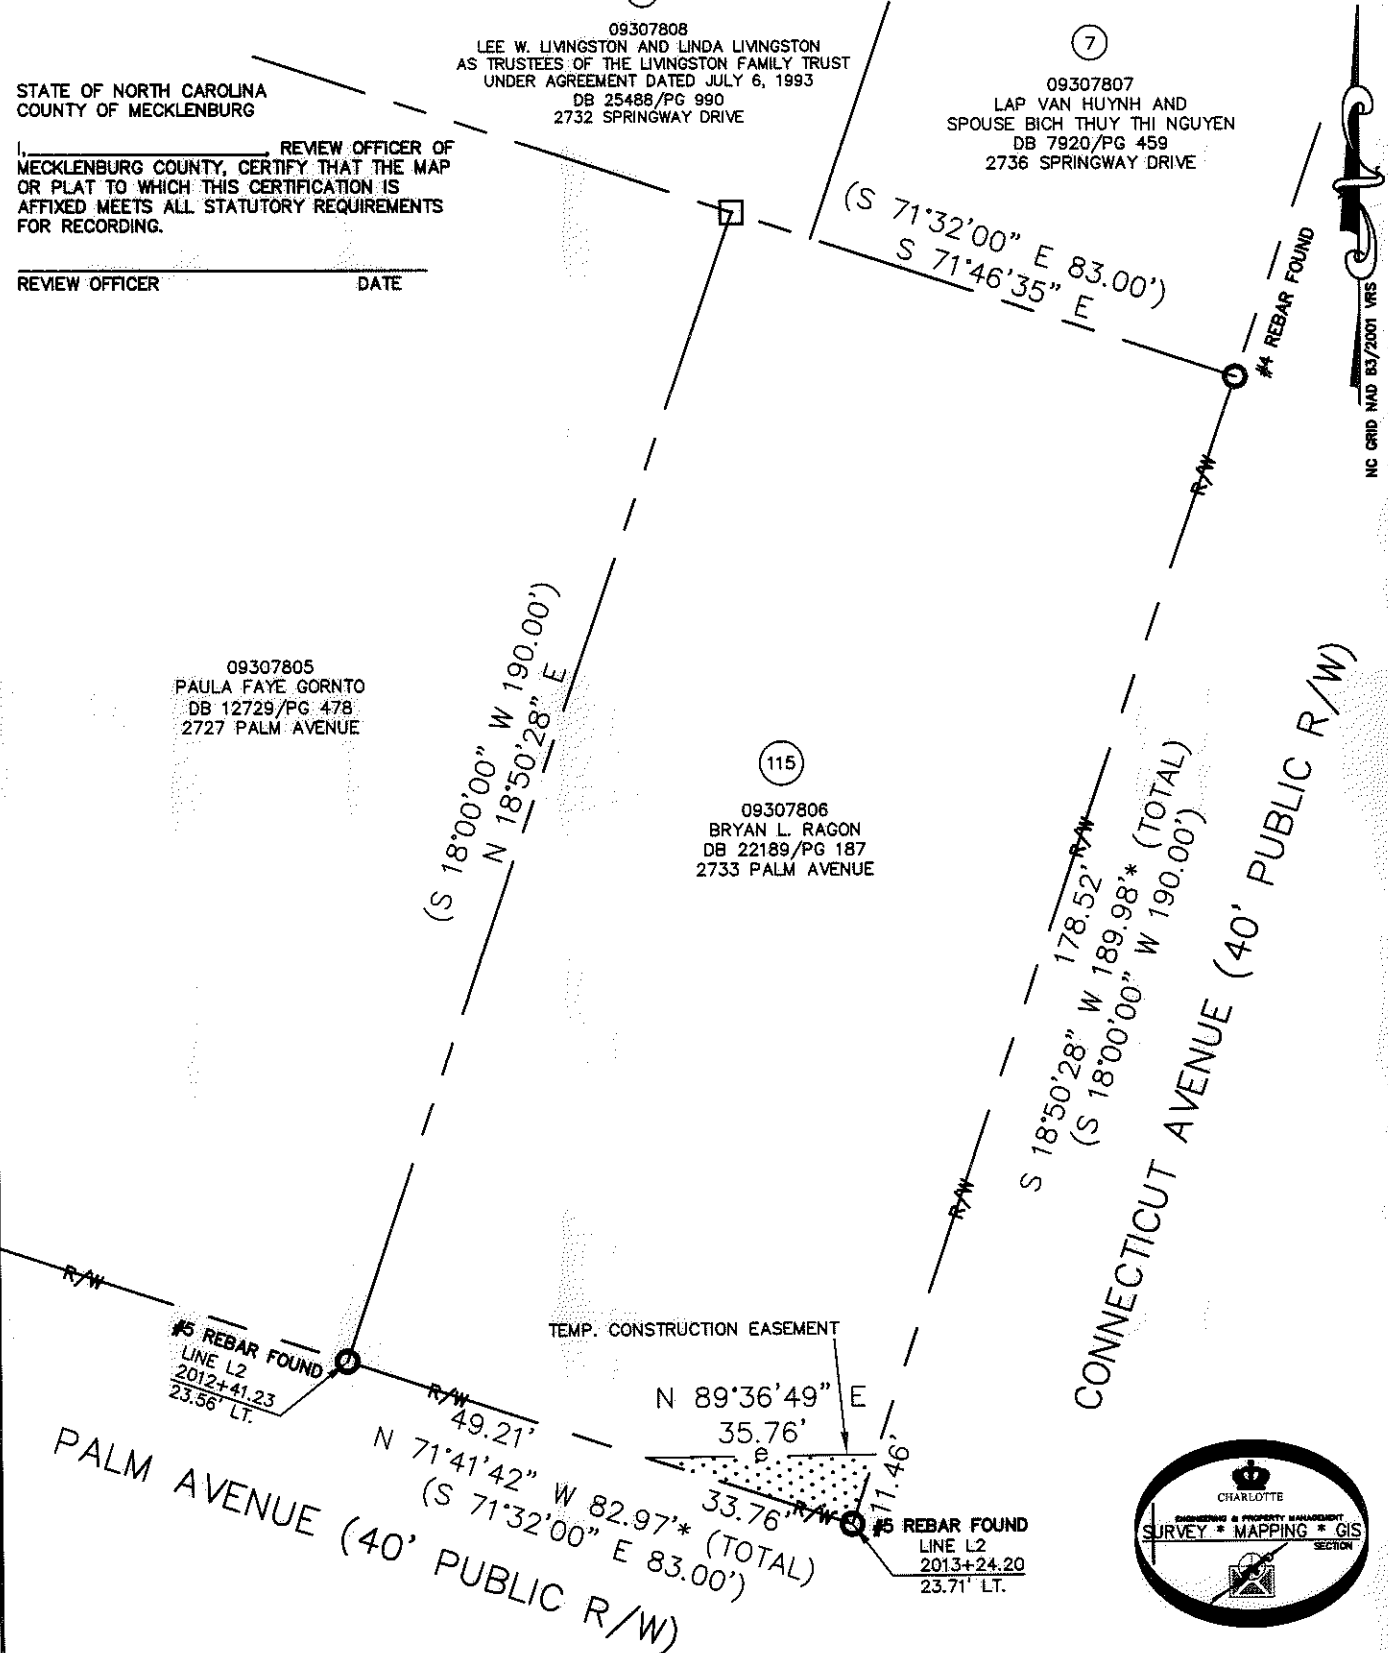 09307808
LEE W. LIVINGSTON AND LINDA LIVINGSTON
AS TRUSTEES OF THE LIVINGSTON FAMILY TRUST
UNDER AGREEMENT DATED JULY 6, 1993
DB 25488/PG 990
2732 SPRINGWAY DRIVE
7
09307807
LAP VAN HUYNH AND
SPOUSE BICH THUY THI NGUYEN
DB 7920/PG 459
2736 SPRINGWAY DRIVE
STATE OF NORTH CAROLINA
COUNTY OF MECKLENBURG
I,____________________, REVIEW OFFICER OF
MECKLENBURG COUNTY, CERTIFY THAT THE MAP
OR PLAT TO WHICH THIS CERTIFICATION IS
AFFIXED MEETS ALL STATUTORY REQUIREMENTS
FOR RECORDING.
REVIEW OFFICER DATE
(S 71°32'00" E 83.00')
S 71°46'35" E
#4 REBAR FOUND
NC GRID NAD 83/2001 VRS
R/W
(S 18°00'00" W 190.00')
N 18°50'28" E
09307805
PAULA FAYE GORNTO
DB 12729/PG 478
2727 PALM AVENUE
115
09307806
BRYAN L. RAGON
DB 22189/PG 187
2733 PALM AVENUE
R/W
178.52'
S 18°50'28" W 189.98'* (TOTAL)
(S 18°00'00" W 190.00')
CONNECTICUT AVENUE (40' PUBLIC R/W)
R/W
R/W
#5 REBAR FOUND
LINE L2
2012+41.23
23.56' LT.
TEMP. CONSTRUCTION EASEMENT
R/W
49.21'
N 71°41'42" W 82.97'* (TOTAL)
(S 71°32'00" E 83.00')
N 89°36'49" E
35.76'
e
33.76'
R/W
11.46'
#5 REBAR FOUND
LINE L2
2013+24.20
23.71' LT.
PALM AVENUE (40' PUBLIC R/W)
CHARLOTTE
ENGINEERING & PROPERTY MANAGEMENT
SURVEY * MAPPING * GIS
SECTION